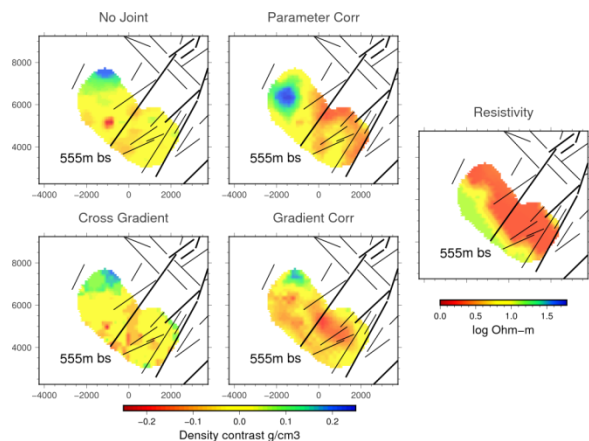 No Joint
Parameter Corr
6000
4000
555m bs
555m bs
Resistivity
555m bs
Cross Gradient
Gradient Corr
8000
6000
4000
555m bs
555m bs
0.0 0.5 1.0 1.5
log Ohm-m
-4000 -2000 0 2000
-4000 -2000 0 2000
-0.2 -0.1 0.0 0.1 0.2
Density contrast g/cm3